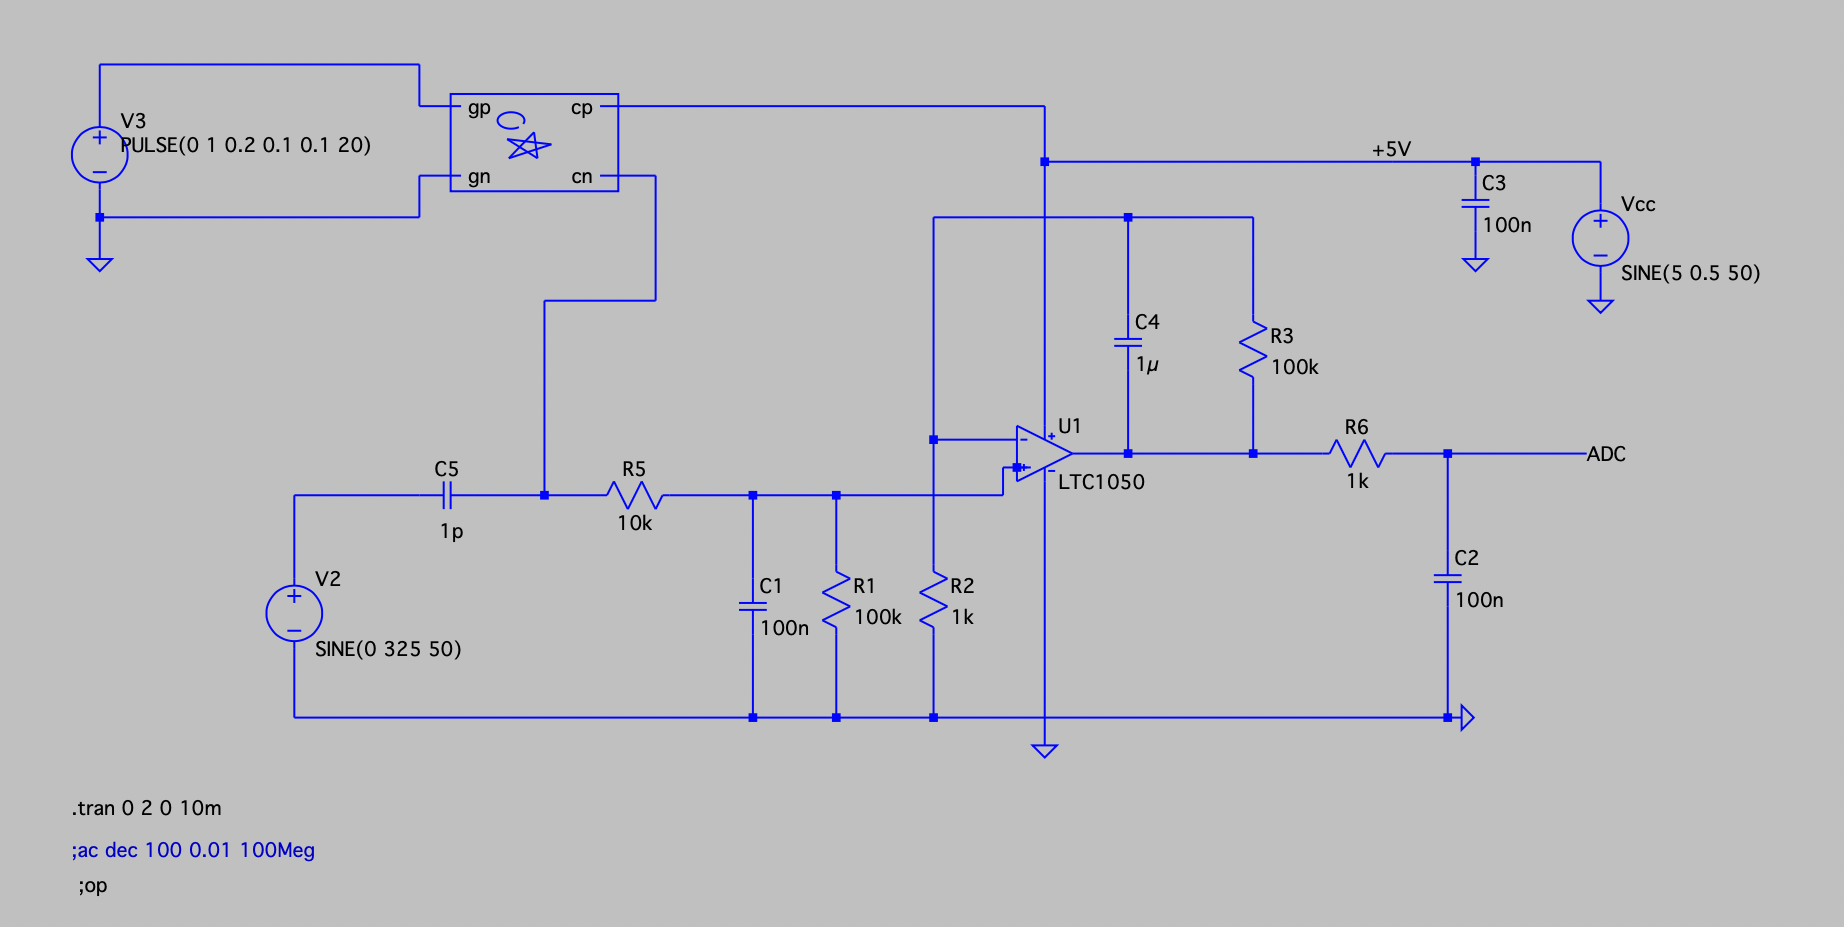 V3
PULSE(0 1 0.2 0.1 0.1 20)
gp
cp
gn
cn
+5V
C3
100n
Vcc
SINE(5 0.5 50)
C4
1µ
R3
100k
U1
LTC1050
R6
1k
ADC
C5
1p
R5
10k
V2
SINE(0 325 50)
C1
100n
R1
100k
R2
1k
C2
100n
.tran 0 2 0 10m
;ac dec 100 0.01 100Meg
;op